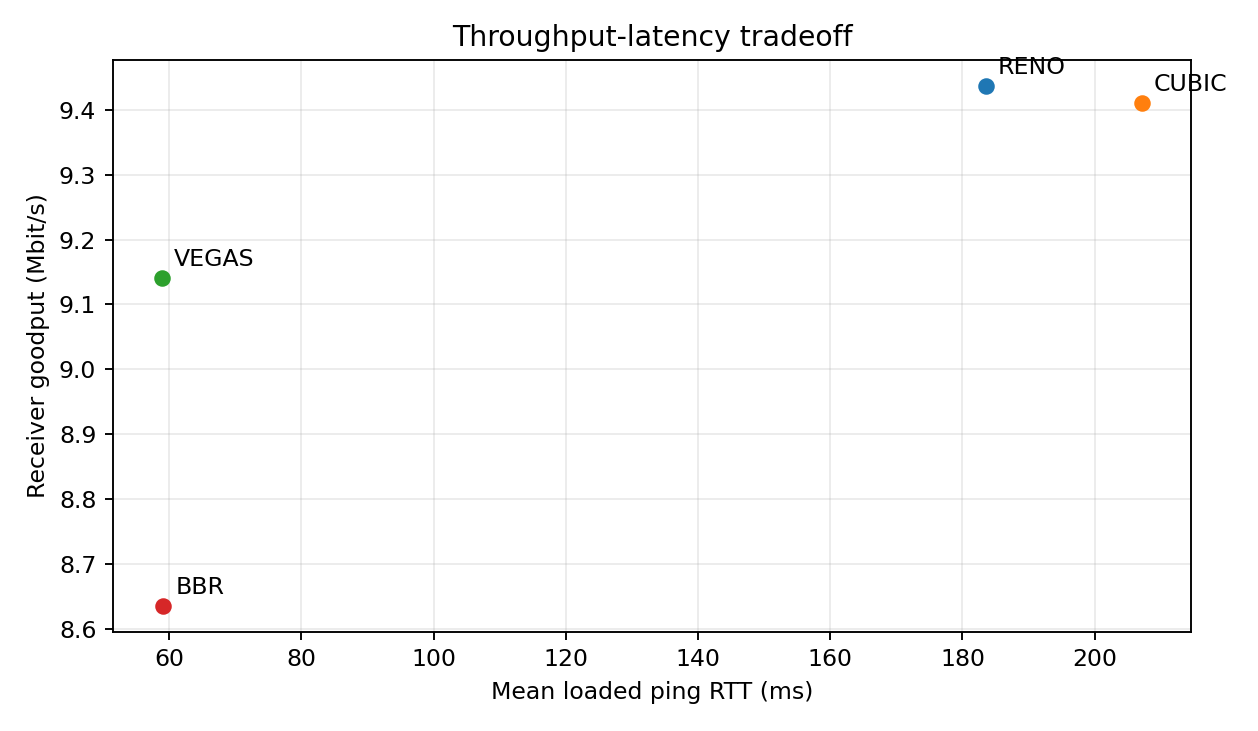 Throughput-latency tradeoff
RENO
CUBIC
VEGAS
BBR
Receiver goodput (Mbit/s)
9.4
9.3
9.2
9.1
9.0
8.9
8.8
8.7
8.6
60 80 100 120 140 160 180 200
Mean loaded ping RTT (ms)